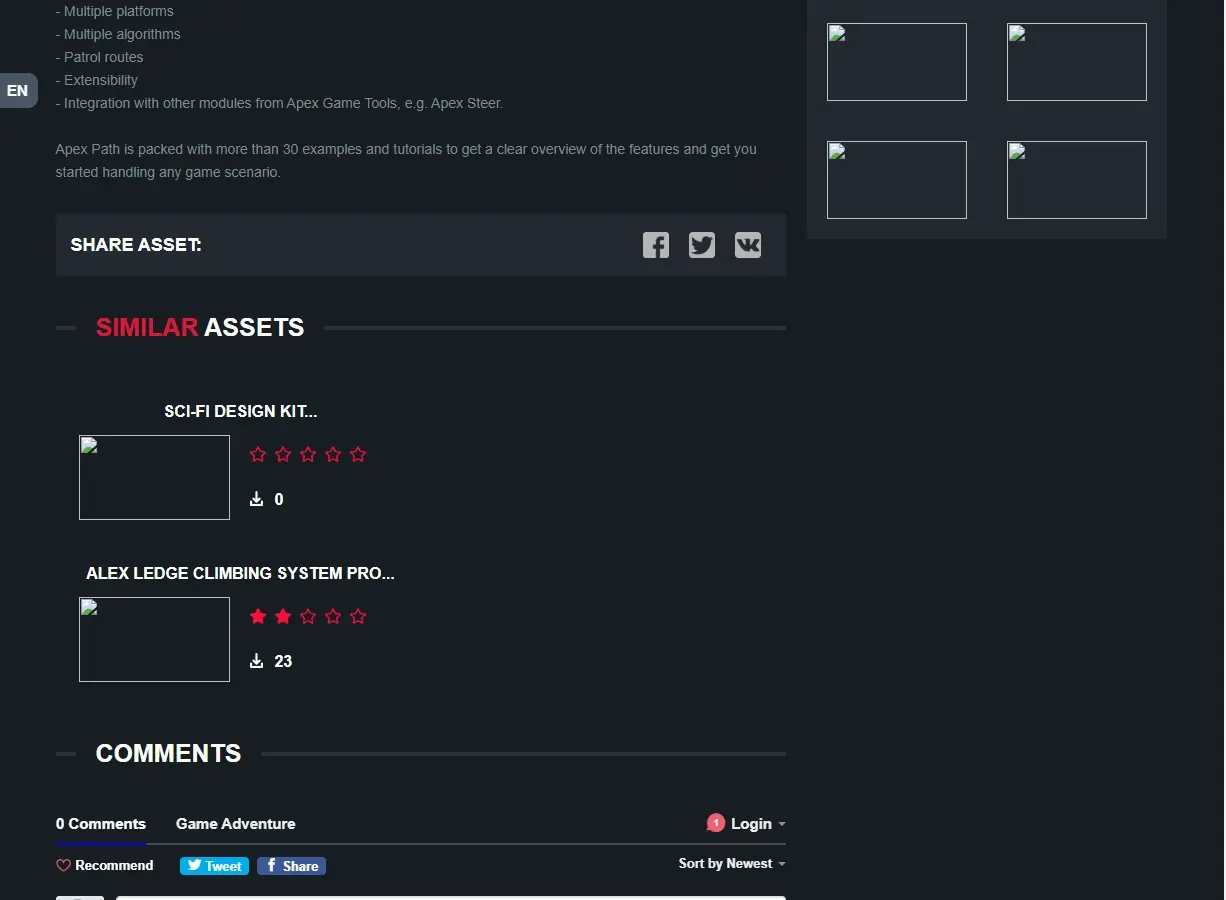 - Multiple platforms
- Multiple algorithms
- Patrol routes
- Extensibility
- Integration with other modules from Apex Game Tools, e.g. Apex Steer.
EN
Apex Path is packed with more than 30 examples and tutorials to get a clear overview of the features and get you
started handling any game scenario.
SHARE ASSET:
SIMILAR ASSETS
SCI-FI DESIGN KIT...
0
ALEX LEDGE CLIMBING SYSTEM PRO...
23
COMMENTS
0 Comments Game Adventure 1 Login
Recommend Tweet f Share Sort by Newest